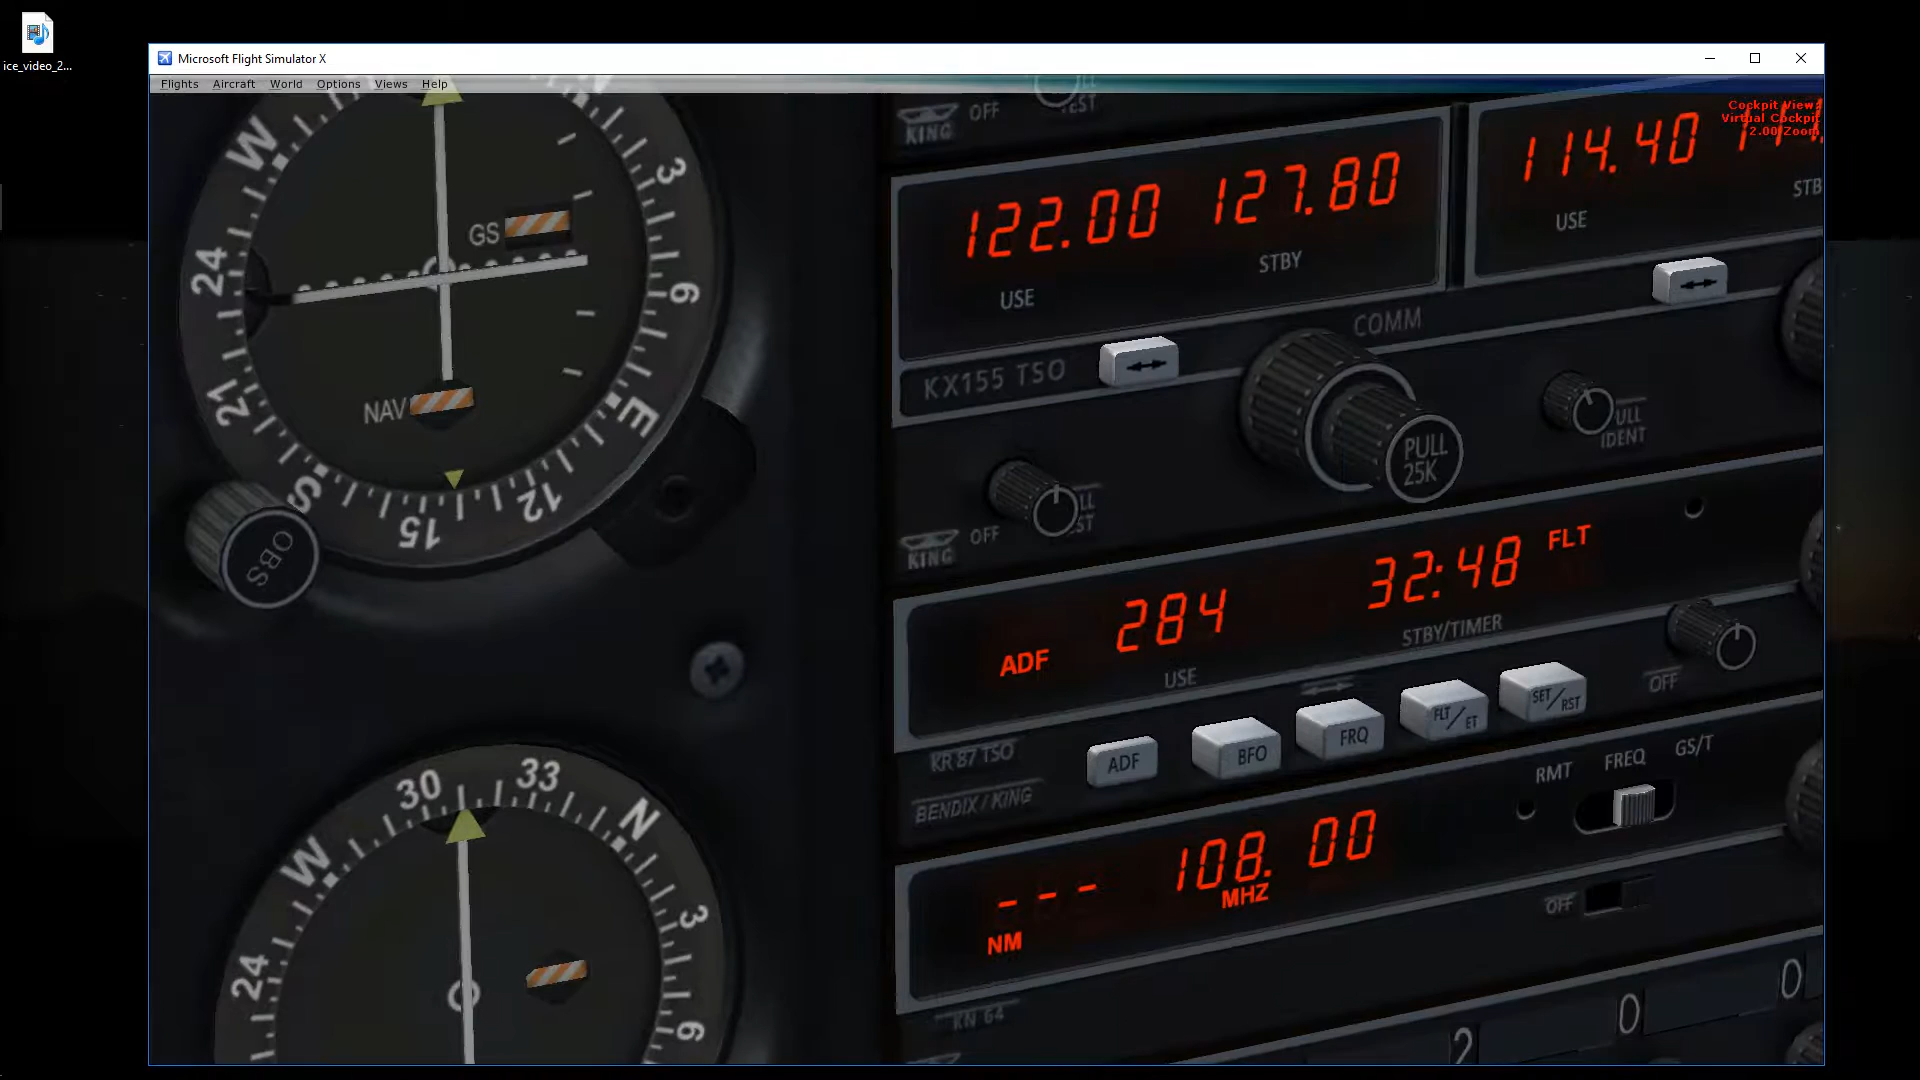 ice_video_2...
Microsoft Flight Simulator X
Flights Aircraft World Options Views Help
Cockpit View:
Virtual Cockpit
2.00 Zoom
KING OFF
122.00 127.80
USE STBY
114.40
USE STB
COMM
KX155 TSO
PULL
25K
ULL
IDENT
KING OFF
W 24 21 S 15 12 E 6 3
GS
NAV
OBS
ADF 284 32:48 FLT
USE STBY/TIMER
ADF BFO FRQ FLT/ET SET/RST OFF
KR 87 TSO
BENDIX/KING
RMT FREQ GS/T
--- 108.00
NM MHZ
OFF
KN 64
24 W 30 33 N 3 6
2 0 0